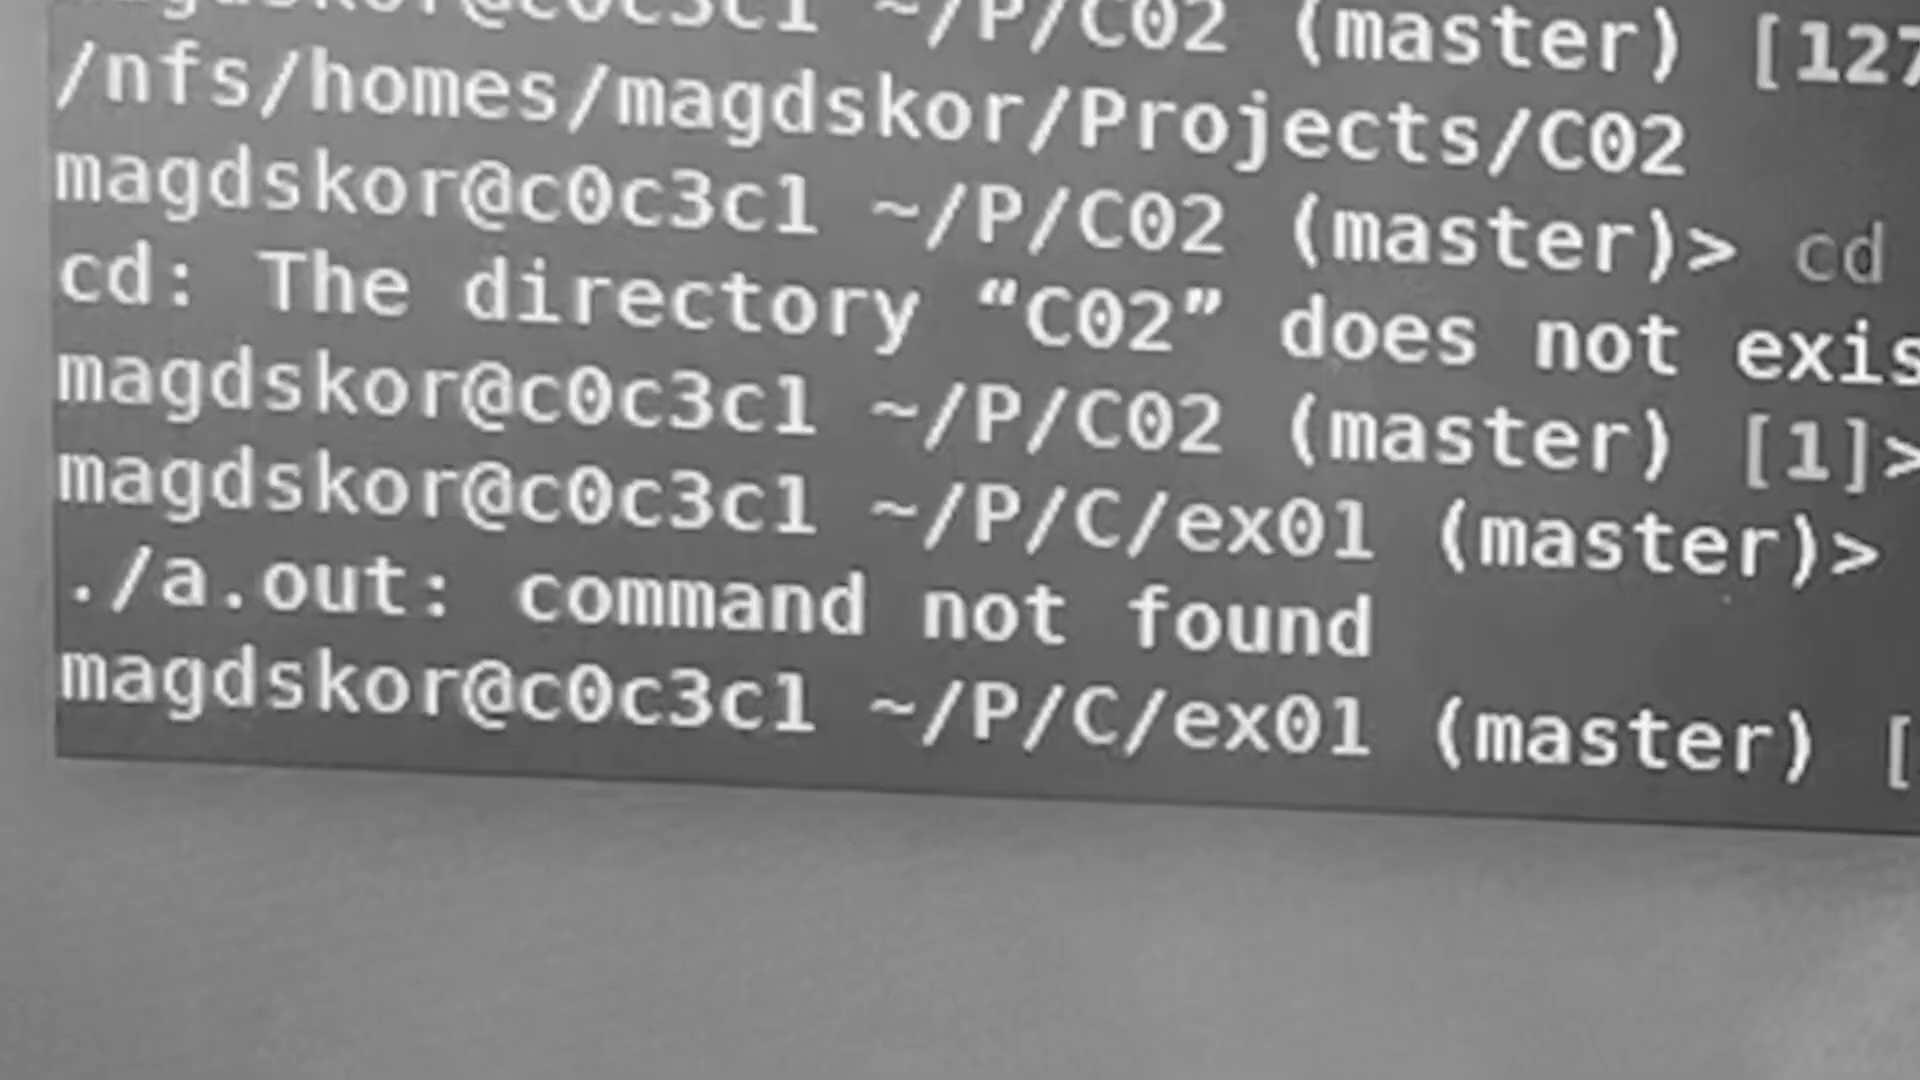 magdskor@c0c3c1 ~/P/C02 (master) [127
/nfs/homes/magdskor/Projects/C02
magdskor@c0c3c1 ~/P/C02 (master)> cd
cd: The directory “C02” does not exis
magdskor@c0c3c1 ~/P/C02 (master) [1]>
magdskor@c0c3c1 ~/P/C/ex01 (master)>
./a.out: command not found
magdskor@c0c3c1 ~/P/C/ex01 (master) [